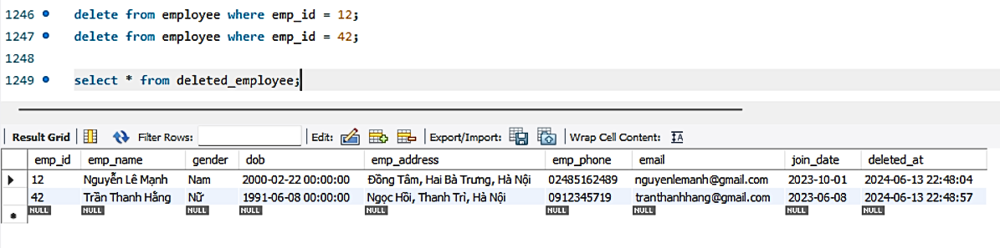 1246 delete from employee where emp_id = 12;
1247 delete from employee where emp_id = 42;
1248
1249 select * from deleted_employee;
Result Grid Filter Rows: Edit: Export/Import: Wrap Cell Content: IA
emp_id emp_name gender dob emp_address emp_phone email join_date deleted_at
12 Nguyễn Lê Mạnh Nam 2000-02-22 00:00:00 Đồng Tâm, Hai Bà Trưng, Hà Nội 02485162489 nguyenlemanh@gmail.com 2023-10-01 2024-06-13 22:48:04
42 Trần Thanh Hằng Nữ 1991-06-08 00:00:00 Ngọc Hồi, Thanh Trì, Hà Nội 0912345719 tranthanhhang@gmail.com 2023-06-08 2024-06-13 22:48:57
NULL NULL NULL NULL NULL NULL NULL NULL NULL